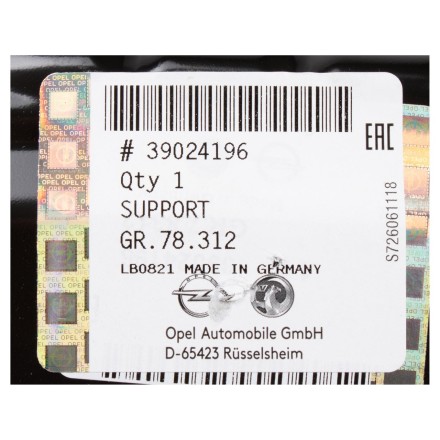 # 39024196
Qty 1
SUPPORT
GR.78.312
LB0821 MADE IN GERMANY
Opel Automobile GmbH
D-65423 Rüsselsheim
EAC
S726061118